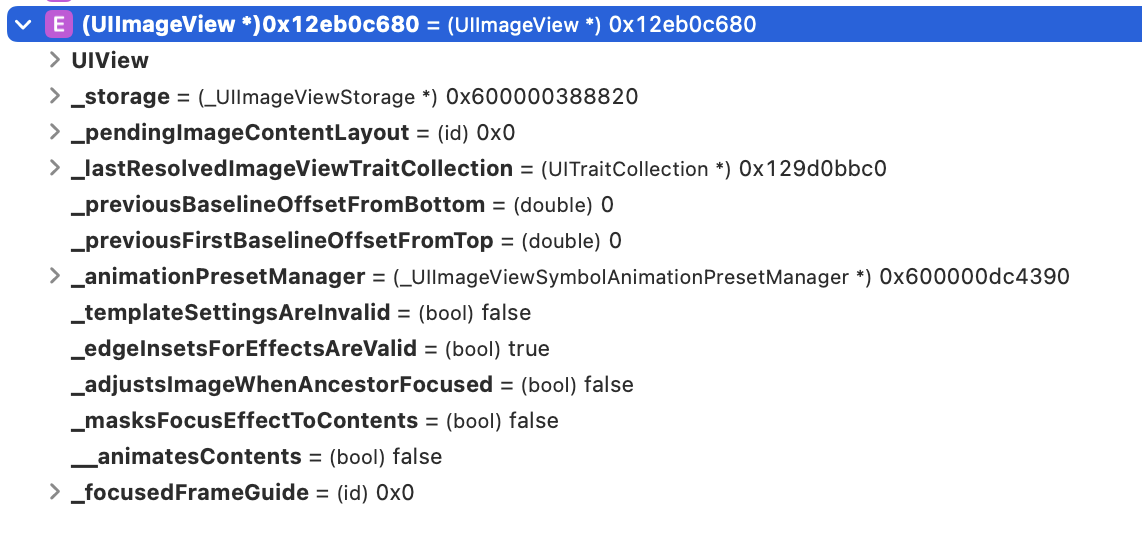 E (UIImageView *)0x12eb0c680 = (UIImageView *) 0x12eb0c680
UIView
_storage = (_UIImageViewStorage *) 0x600000388820
_pendingImageContentLayout = (id) 0x0
_lastResolvedImageViewTraitCollection = (UITraitCollection *) 0x129d0bbc0
_previousBaselineOffsetFromBottom = (double) 0
_previousFirstBaselineOffsetFromTop = (double) 0
_animationPresetManager = (_UIImageViewSymbolAnimationPresetManager *) 0x600000dc4390
_templateSettingsAreInvalid = (bool) false
_edgeInsetsForEffectsAreValid = (bool) true
_adjustsImageWhenAncestorFocused = (bool) false
_masksFocusEffectToContents = (bool) false
__animatesContents = (bool) false
_focusedFrameGuide = (id) 0x0